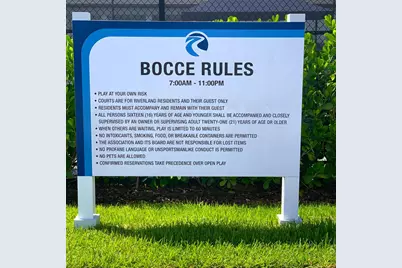 BOCCE RULES
7:00AM - 11:00PM
• PLAY AT YOUR OWN RISK
• COURTS ARE FOR RIVERLAND RESIDENTS AND THEIR GUEST ONLY
• RESIDENTS MUST ACCOMPANY AND REMAIN WITH THEIR GUEST
• ALL PERSONS SIXTEEN (16) YEARS OF AGE AND YOUNGER SHALL BE ACCOMPANIED AND CLOSELY
SUPERVISED BY AN OWNER OR SUPERVISING ADULT TWENTY-ONE (21) YEARS OF AGE OR OLDER
• WHEN OTHERS ARE WAITING, PLAY IS LIMITED TO 60 MINUTES
• NO INTOXICANTS, SMOKING, FOOD, OR BREAKABLE CONTAINERS ARE PERMITTED
• THE ASSOCIATION AND ITS BOARD ARE NOT RESPONSIBLE FOR LOST ITEMS
• NO PROFANE LANGUAGE OR UNSPORTSMANLIKE CONDUCT IS PERMITTED
• NO PETS ARE ALLOWED
• CONFIRMED RESERVATIONS TAKE PRECEDENCE OVER OPEN PLAY